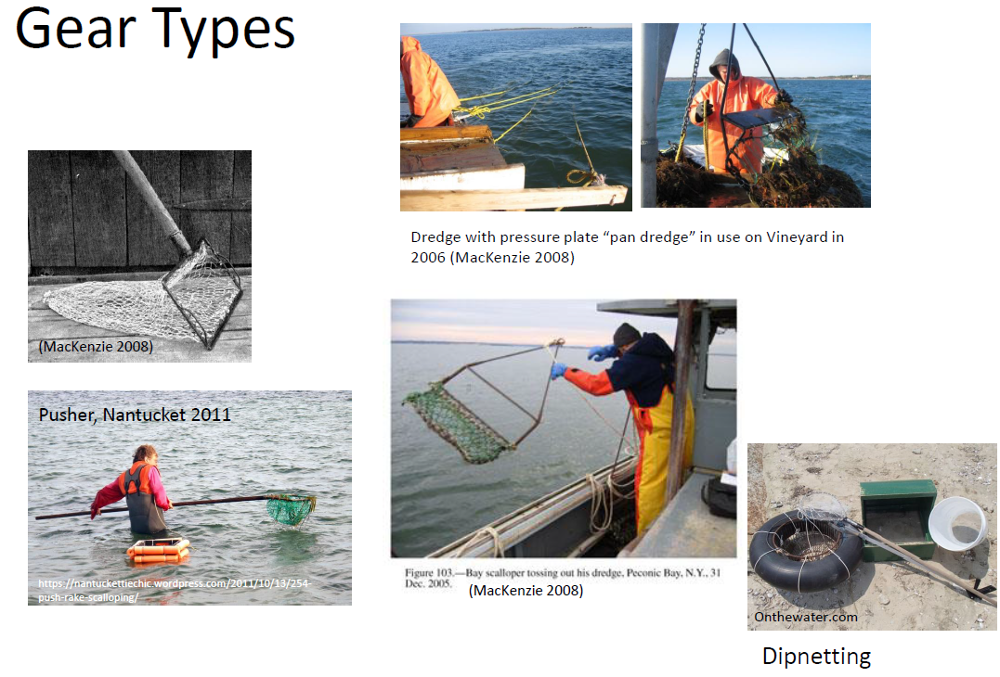 Gear Types
Dredge with pressure plate “pan dredge” in use on Vineyard in
2006 (MacKenzie 2008)
(MacKenzie 2008)
Pusher, Nantucket 2011
https://nantuckettiechic.wordpress.com/2011/10/13/254-
push-rake-scalloping/
Figure 103.—Bay scalloper tossing out his dredge, Peconic Bay, N.Y., 31
Dec. 2005.
(MacKenzie 2008)
Onthewater.com
Dipnetting